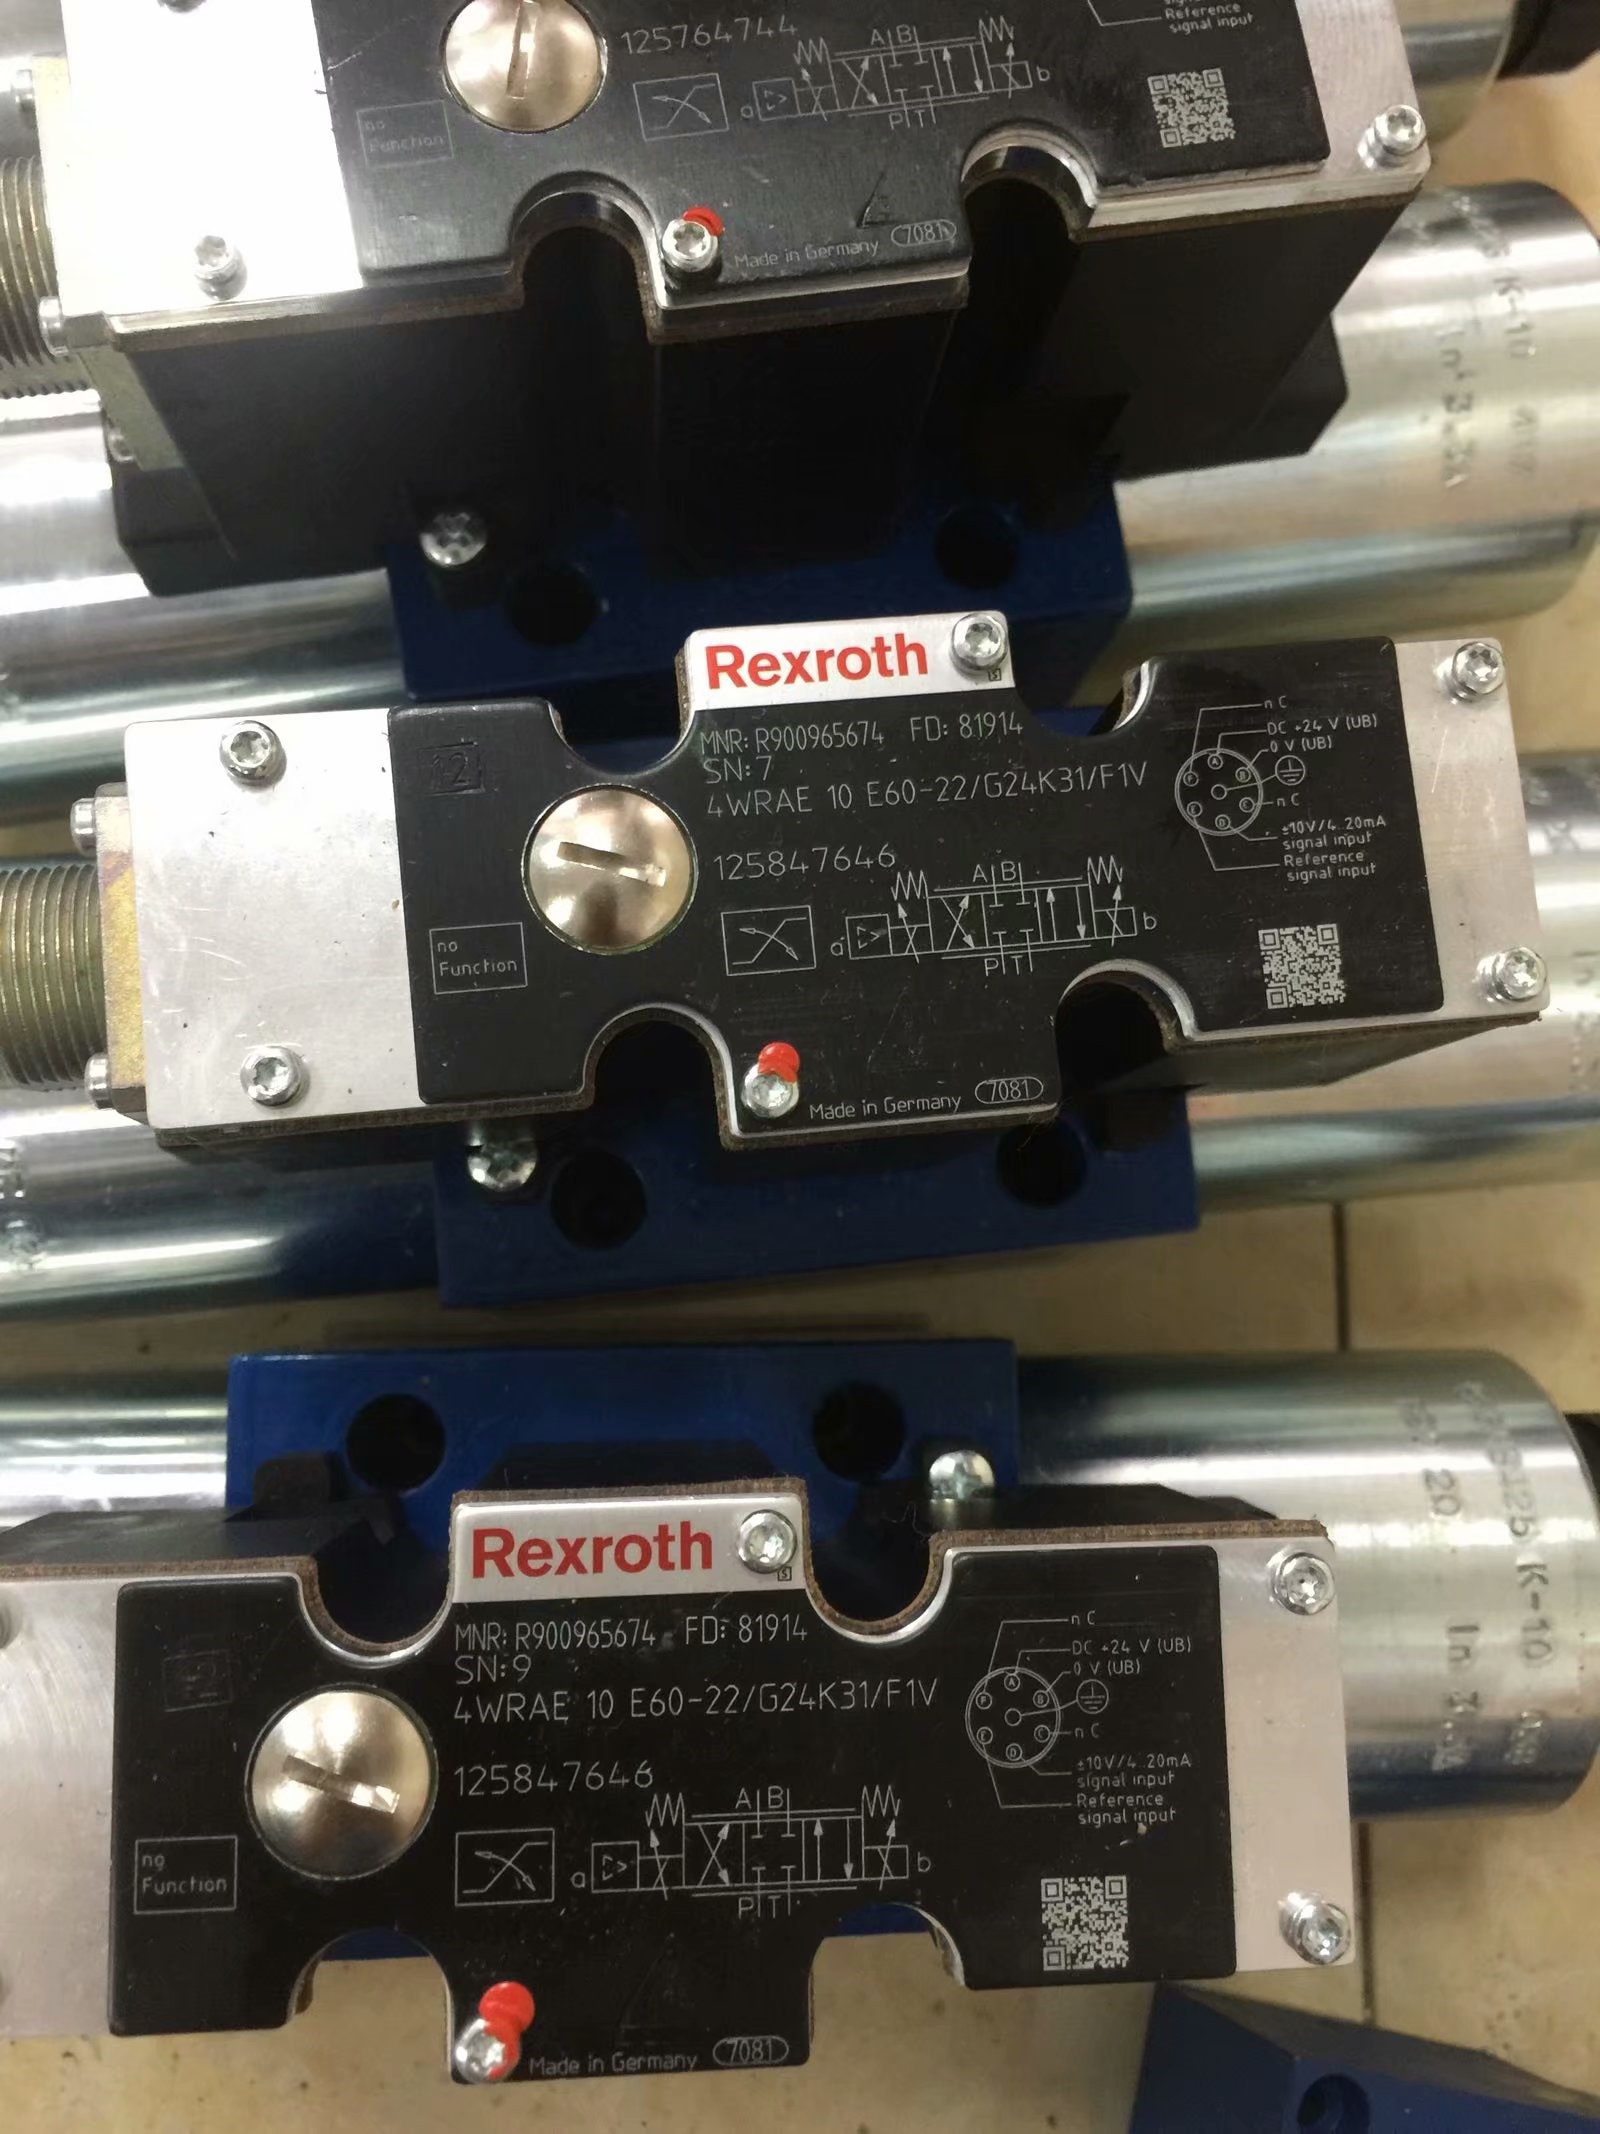 Reference
signal input
125764744
A B
a
b
P T
no
Function
Made in Germany 7081
Rexroth
MNR: R900965674 FD: 81914
SN: 7
4WRAE 10 E60-22/G24K31/F1V
n C
DC +24 V (UB)
0 V (UB)
n C
±10V/4..20mA
signal input
Reference
signal input
12
125847646
A B
a
b
P T
no
Function
Made in Germany 7081
Rexroth
MNR: R900965674 FD: 81914
SN: 9
4WRAE 10 E60-22/G24K31/F1V
n C
DC +24 V (UB)
0 V (UB)
n C
±10V/4..20mA
signal input
Reference
signal input
125847646
A B
a
b
P T
no
Function
Made in Germany 7081
K-10